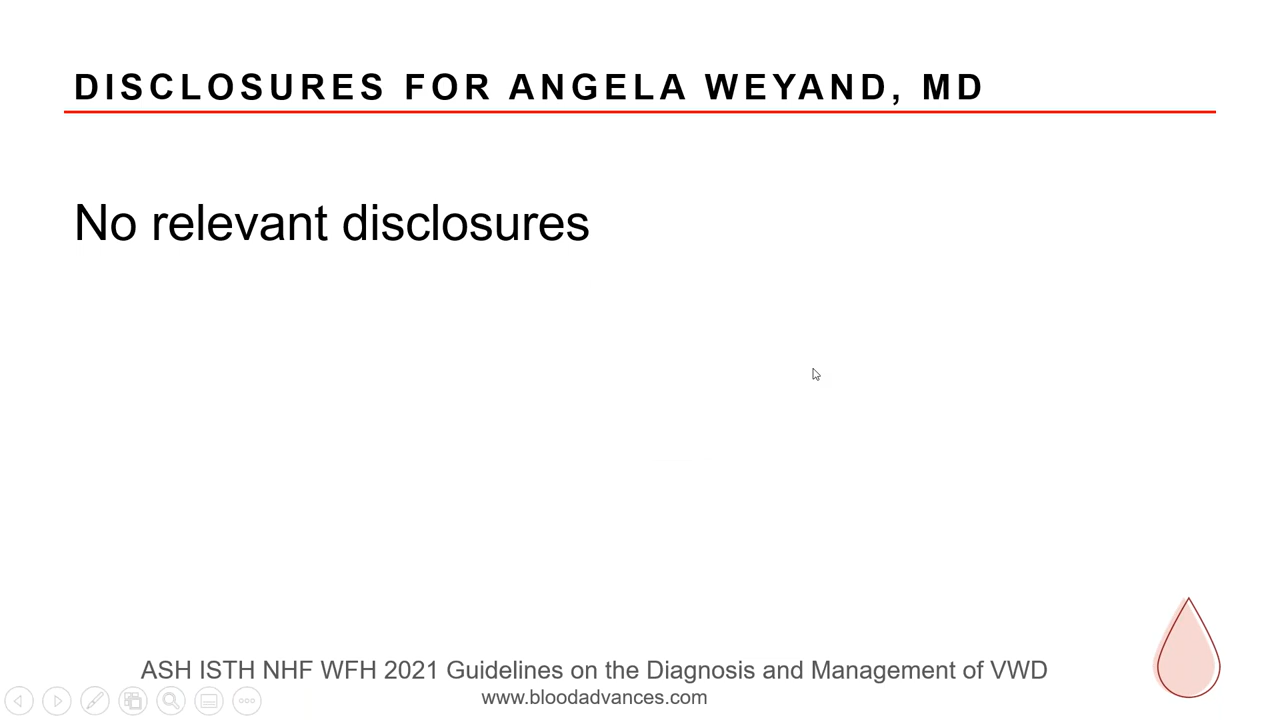 DISCLOSURES FOR ANGELA WEYAND, MD
No relevant disclosures
ASH ISTH NHF WFH 2021 Guidelines on the Diagnosis and Management of VWD
www.bloodadvances.com